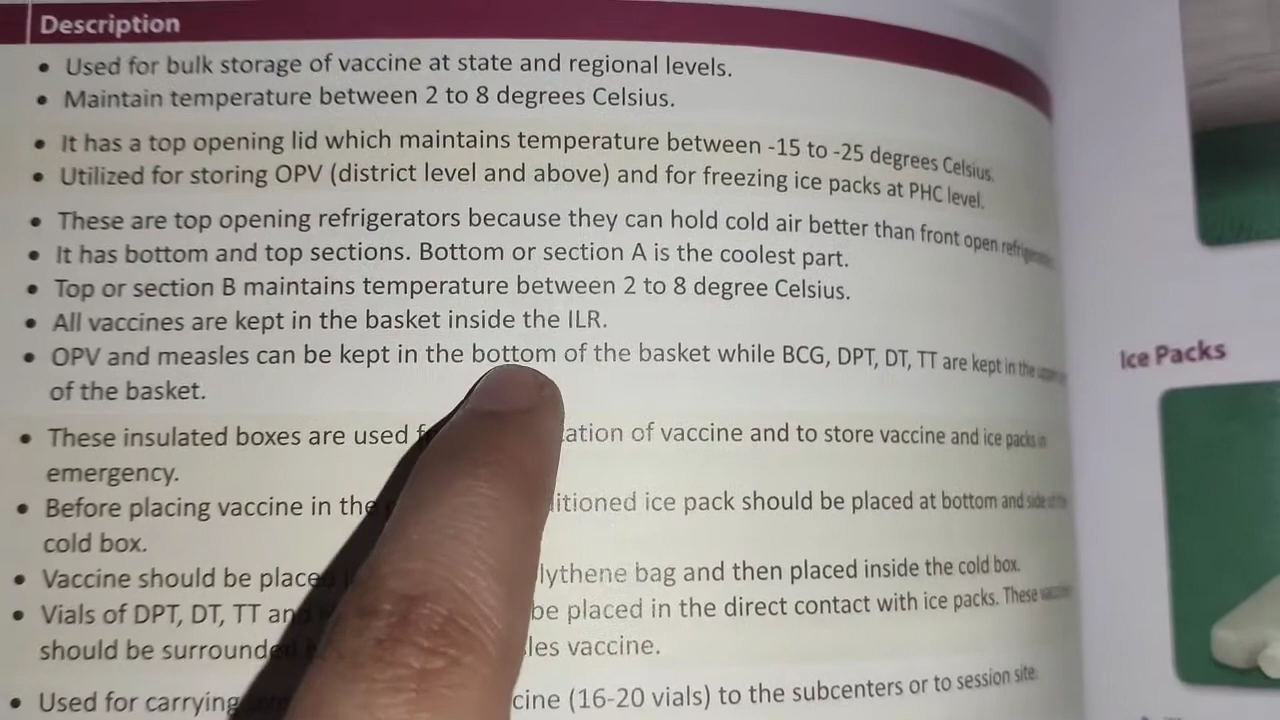 Description
• Used for bulk storage of vaccine at state and regional levels.
• Maintain temperature between 2 to 8 degrees Celsius.
• It has a top opening lid which maintains temperature between -15 to -25 degrees Celsius.
• Utilized for storing OPV (district level and above) and for freezing ice packs at PHC level.
• These are top opening refrigerators because they can hold cold air better than front open
• It has bottom and top sections. Bottom or section A is the coolest part.
• Top or section B maintains temperature between 2 to 8 degree Celsius.
• All vaccines are kept in the basket inside the ILR.
• OPV and measles can be kept in the bottom of the basket while BCG, DPT, DT, TT are kept in the
of the basket.
• These insulated boxes are used of vaccine and to store vaccine and ice packs in
emergency.
• Before placing vaccine in the ice pack should be placed at bottom and side
cold box.
• Vaccine should be bag and then placed inside the cold box.
• Vials of DPT, DT, TT be placed in the direct contact with ice packs. These
should be vaccine.
• Used for carrying (16-20 vials) to the subcenters or to session site.
Ice Packs